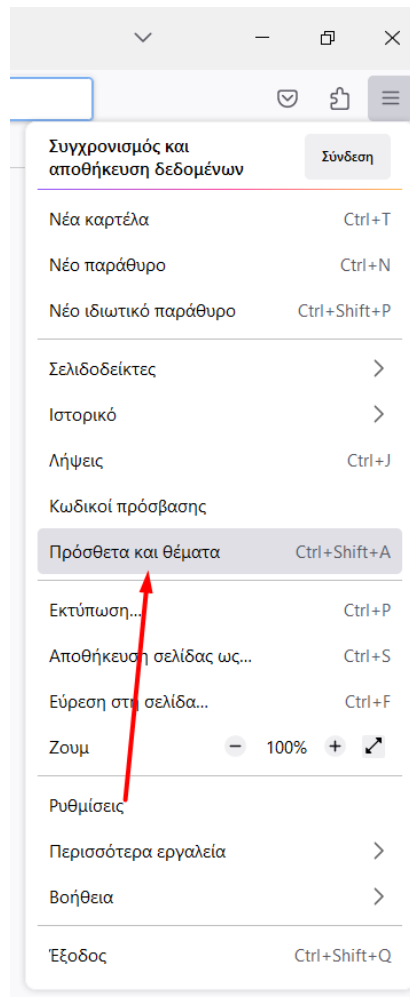 Συγχρονισμός και
αποθήκευση δεδομένων
Σύνδεση
Νέα καρτέλα Ctrl+T
Νέο παράθυρο Ctrl+N
Νέο ιδιωτικό παράθυρο Ctrl+Shift+P
Σελιδοδείκτες
Ιστορικό
Λήψεις Ctrl+J
Κωδικοί πρόσβασης
Πρόσθετα και θέματα Ctrl+Shift+A
Εκτύπωση... Ctrl+P
Αποθήκευση σελίδας ως... Ctrl+S
Εύρεση στη σελίδα... Ctrl+F
Ζουμ − 100% +
Ρυθμίσεις
Περισσότερα εργαλεία
Βοήθεια
Έξοδος Ctrl+Shift+Q